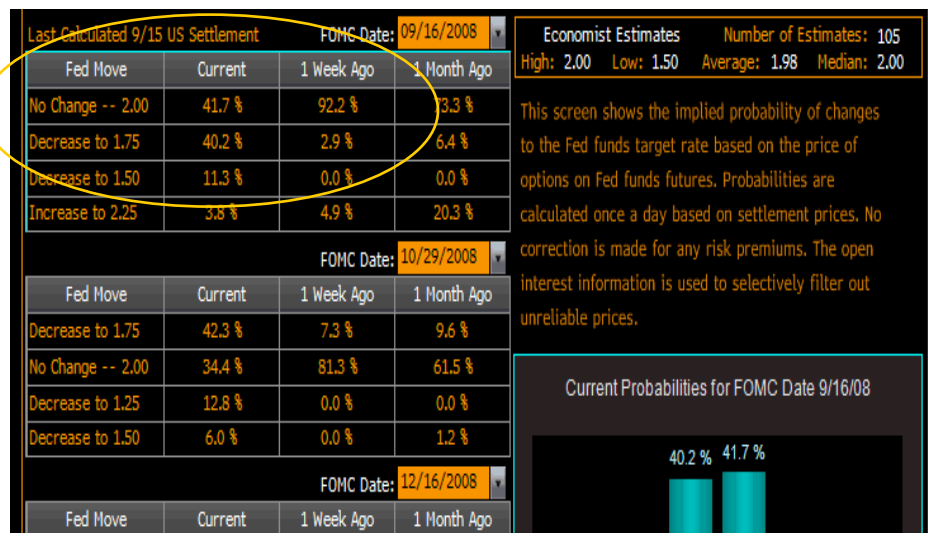 Last Calculated 9/15 US Settlement FOMC Date: 09/16/2008
Fed Move Current 1 Week Ago 1 Month Ago
No Change -- 2.00 41.7 % 92.2 % 73.3 %
Decrease to 1.75 40.2 % 2.9 % 6.4 %
Decrease to 1.50 11.3 % 0.0 % 0.0 %
Increase to 2.25 3.8 % 4.9 % 20.3 %
FOMC Date: 10/29/2008
Fed Move Current 1 Week Ago 1 Month Ago
Decrease to 1.75 42.3 % 7.3 % 9.6 %
No Change -- 2.00 34.4 % 81.3 % 61.5 %
Decrease to 1.25 12.8 % 0.0 % 0.0 %
Decrease to 1.50 6.0 % 0.0 % 1.2 %
FOMC Date: 12/16/2008
Fed Move Current 1 Week Ago 1 Month Ago
Economist Estimates Number of Estimates: 105
High: 2.00 Low: 1.50 Average: 1.98 Median: 2.00
This screen shows the implied probability of changes
to the Fed funds target rate based on the price of
options on Fed funds futures. Probabilities are
calculated once a day based on settlement prices. No
correction is made for any risk premiums. The open
interest information is used to selectively filter out
unreliable prices.
Current Probabilities for FOMC Date 9/16/08
40.2 % 41.7 %